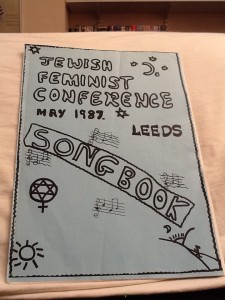 JEWISH
FEMINIST
CONFERENCE
MAY 1987.
LEEDS
SONGBOOK